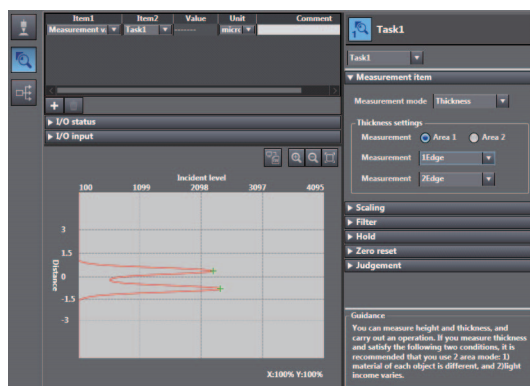 Item1 Item2 Value Unit Comment
Measurement v. Task1 ------- micro
I/O status
I/O input
Incident level
100 1099 2098 3097 4095
3
1.5
0
-1.5
-3
Distance
X:100% Y:100%
1 Task1
Task1
Measurement item
Measurement mode Thickness
Thickness settings
Measurement Area 1 Area 2
Measurement 1Edge
Measurement 2Edge
Scaling
Filter
Hold
Zero reset
Judgement
Guidance
You can measure height and thickness, and
carry out an operation. If you measure thickness
and satisfy the following two conditions, it is
recommended that you use 2 area mode: 1)
material of each object is different, and 2)light
income varies.